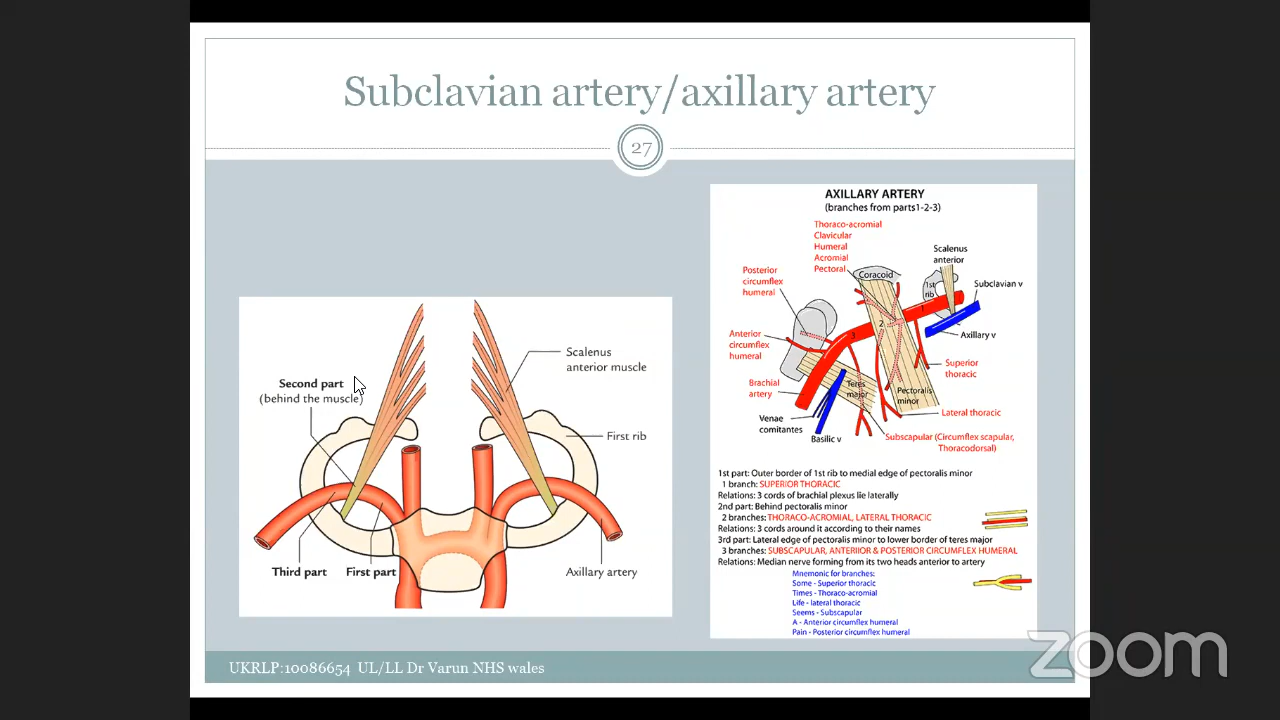 Subclavian artery/axillary artery
27
Second part
(behind the muscle)
Scalenus
anterior muscle
First rib
Third part
First part
Axillary artery
AXILLARY ARTERY
(branches from parts1-2-3)
Thoraco-acromial
Clavicular
Humeral
Acromial
Pectoral
Posterior
circumflex
humeral
Coracoid
Scalenus
anterior
1st
rib
Subclavian v
1
2
3
Axillary v
Anterior
circumflex
humeral
Superior
thoracic
Brachial
artery
Teres
major
Pectoralis
minor
Lateral thoracic
Venae
comitantes
Basilic v
Subscapular (Circumflex scapular,
Thoracodorsal)
1st part: Outer border of 1st rib to medial edge of pectoralis minor
1 branch: SUPERIOR THORACIC
Relations: 3 cords of brachial plexus lie laterally
2nd part: Behind pectoralis minor
2 branches: THORACO-ACROMIAL, LATERAL THORACIC
Relations: 3 cords around it according to their names
3rd part: Lateral edge of pectoralis minor to lower border of teres major
3 branches: SUBSCAPULAR, ANTERIIOR & POSTERIOR CIRCUMFLEX HUMERAL
Relations: Median nerve forming from its two heads anterior to artery
Mnemonic for branches:
Some - Superior thoracic
Times - Thoraco-acromial
Life - lateral thoracic
Seems - Subscapular
A - Anterior circumflex humeral
Pain - Posterior circumflex humeral
UKRLP:10086654 UL/LL Dr Varun NHS wales
zoom